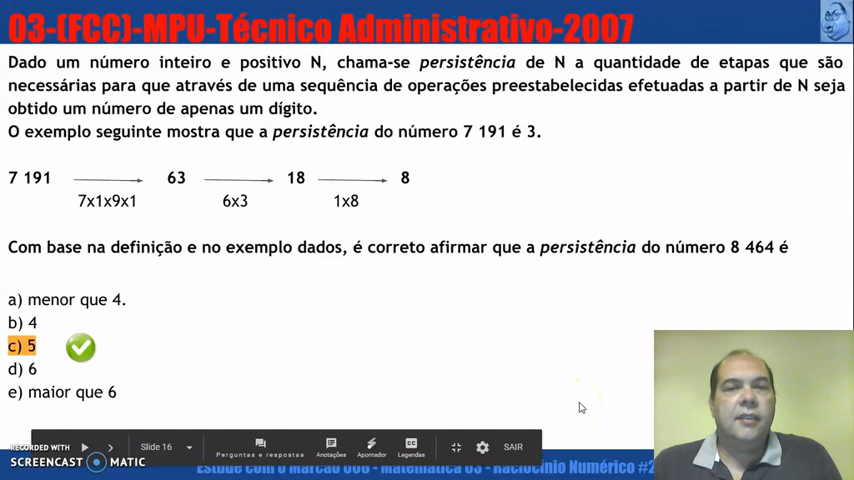 03-(FCC)-MPU-Técnico Administrativo-2007
Dado um número inteiro e positivo N, chama-se persistência de N a quantidade de etapas que são
necessárias para que através de uma sequência de operações preestabelecidas efetuadas a partir de N seja
obtido um número de apenas um dígito.
O exemplo seguinte mostra que a persistência do número 7 191 é 3.
7 191 63 18 8
7x1x9x1 6x3 1x8
Com base na definição e no exemplo dados, é correto afirmar que a persistência do número 8 464 é
a) menor que 4.
b) 4
c) 5
d) 6
e) maior que 6
RECORDED WITH
SCREENCAST MATIC
Slide 16
Perguntas e respostas
Anotações
Apontador
Legendas
SAIR
Estude com o Marcão 006 - Matemática 03 - Raciocínio Numérico #2